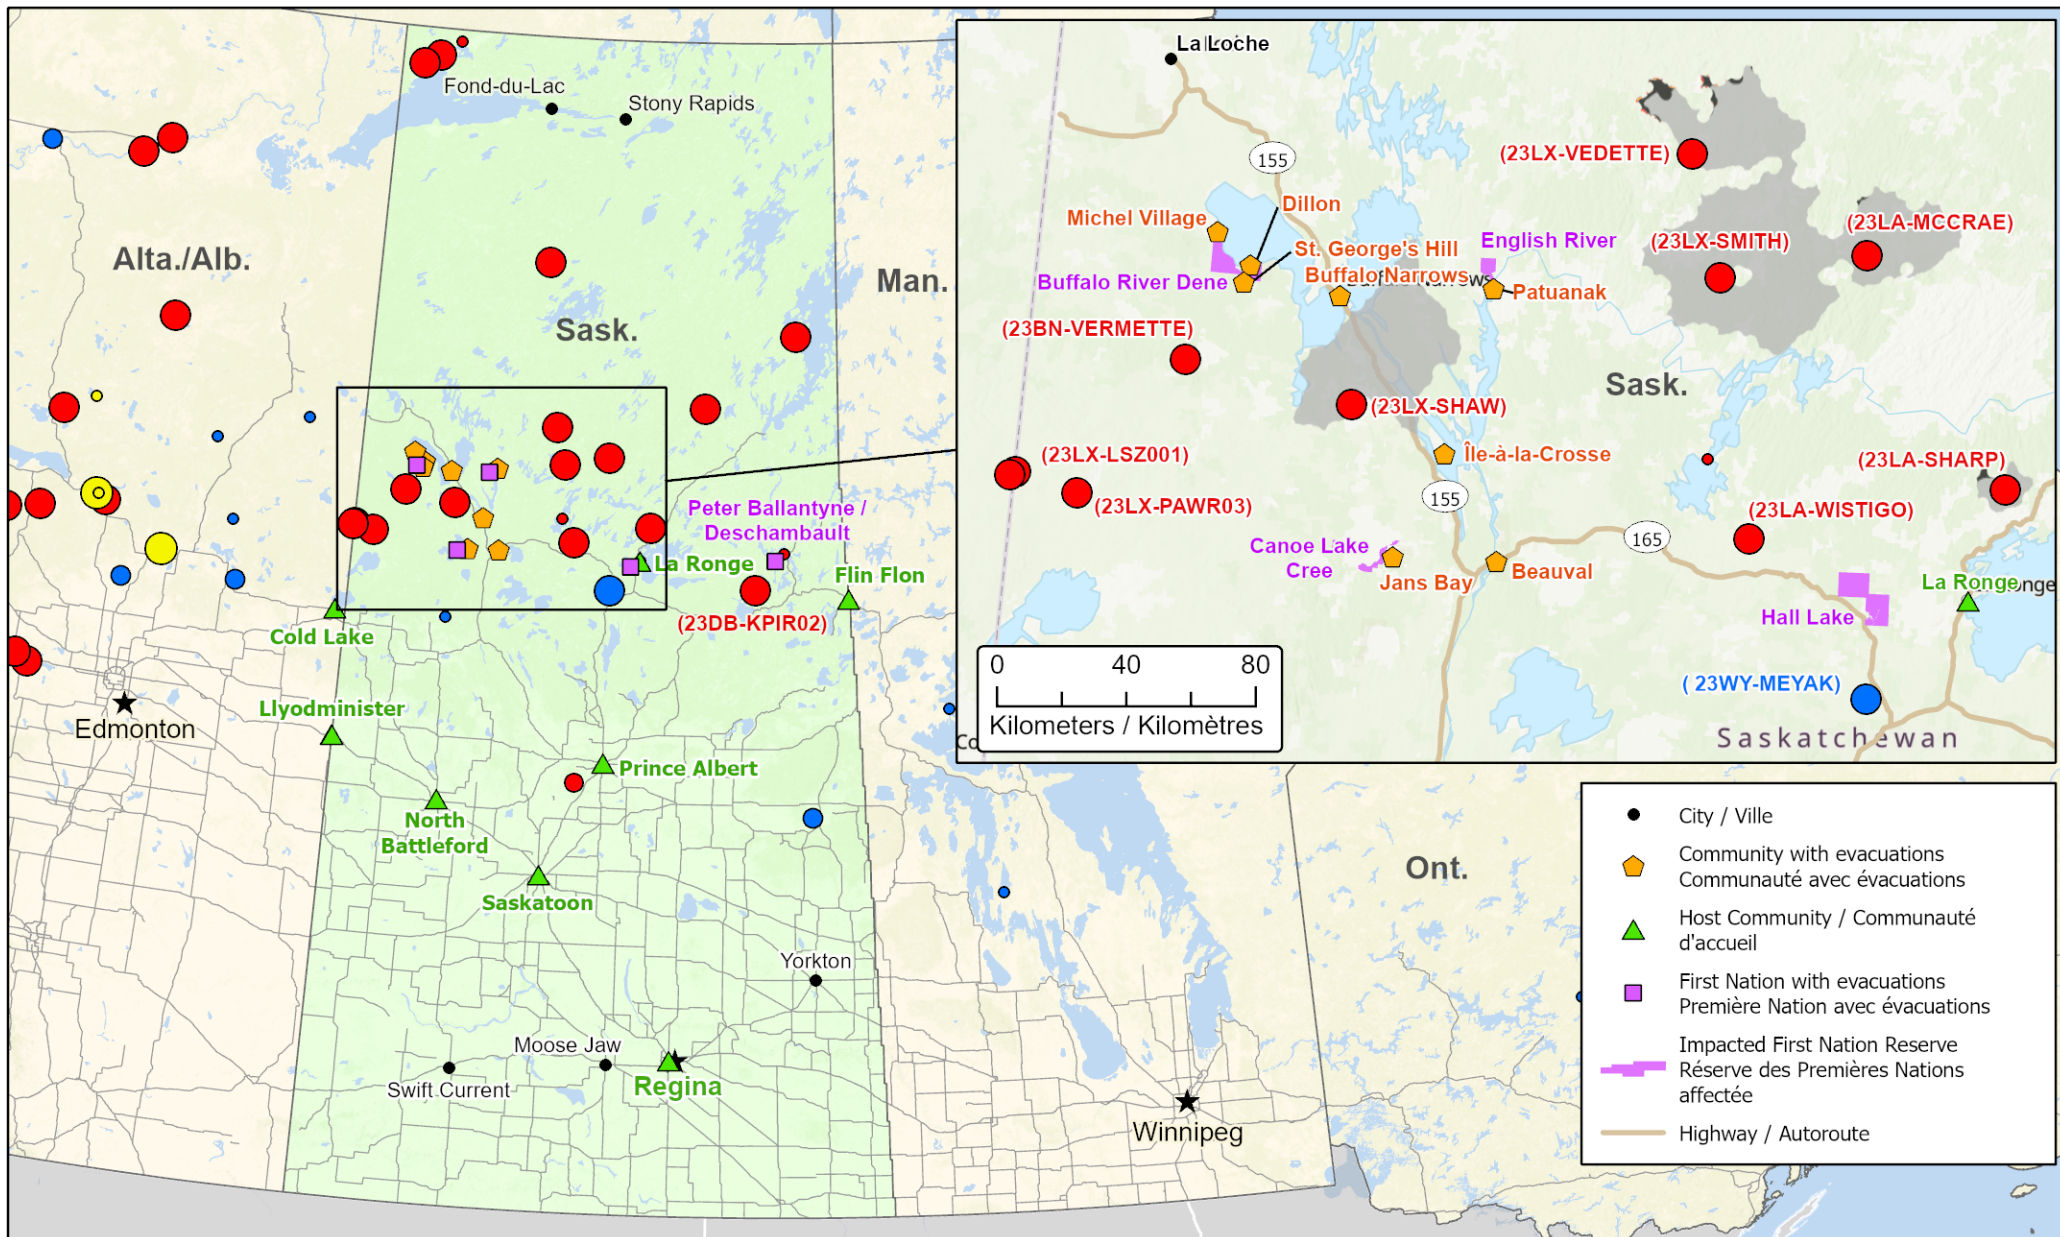 Fond-du-Lac
Stony Rapids
Alta./Alb.
Sask.
Man.
Peter Ballantyne /
Deschambault
La Ronge
Flin Flon
(23DB-KPIR02)
Cold Lake
Llyodminister
Edmonton
Prince Albert
North
Battleford
Saskatoon
Yorkton
Moose Jaw
Swift Current
Regina
Winnipeg
Ont.
La Loche
155
(23LX-VEDETTE)
Dillon
Michel Village
(23LA-MCCRAE)
English River
(23LX-SMITH)
St. George's Hill
Buffalo Narrows
Buffalo River Dene
Patuanak
(23BN-VERMETTE)
Sask.
(23LX-SHAW)
(23LX-LSZ001)
Île-à-la-Crosse
(23LA-SHARP)
155
(23LX-PAWR03)
(23LA-WISTIGO)
165
Canoe Lake
Cree
Jans Bay
Beauval
La Ronge
Hall Lake
( 23WY-MEYAK)
Saskatchewan
0 40 80
Kilometers / Kilomètres
City / Ville
Community with evacuations
Communauté avec évacuations
Host Community / Communauté
d'accueil
First Nation with evacuations
Première Nation avec évacuations
Impacted First Nation Reserve
Réserve des Premières Nations
affectée
Highway / Autoroute